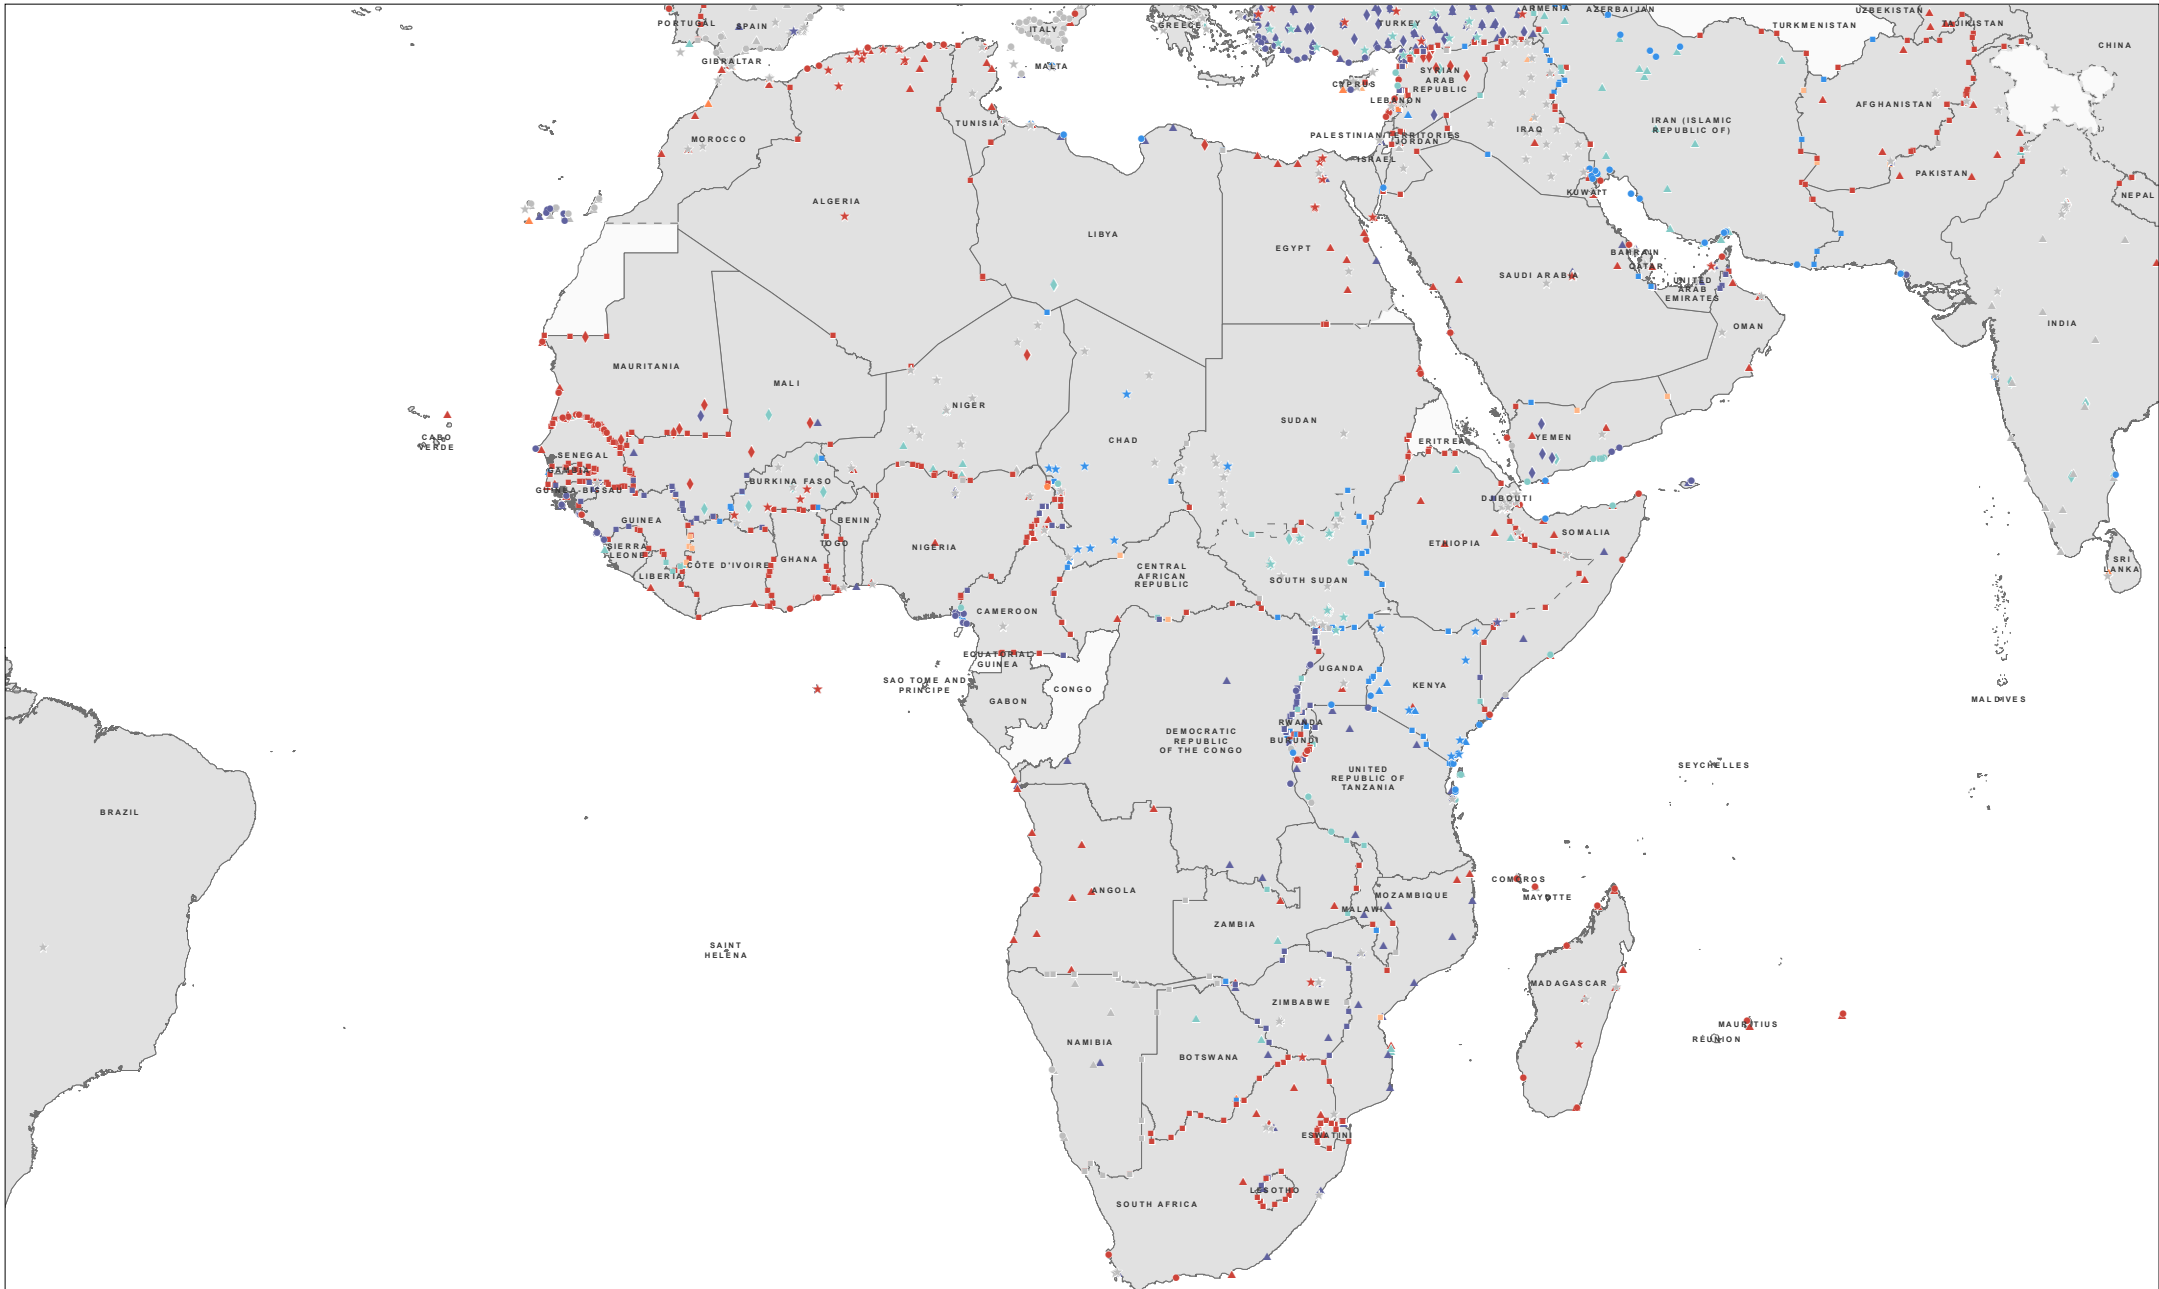 PORTUGAL
SPAIN
GIBRALTAR
ITALY
MALTA
GREECE
TURKEY
CYPRUS
SYRIAN
ARAB
REPUBLIC
LEBANON
PALESTINIAN TERRITORIES
JORDAN
ISRAEL
ARMENIA
AZERBAIJAN
TURKMENISTAN
UZBEKISTAN
TAJIKISTAN
CHINA
AFGHANISTAN
IRAN (ISLAMIC
REPUBLIC OF)
IRAQ
KUWAIT
PAKISTAN
NEPAL
MOROCCO
TUNISIA
ALGERIA
LIBYA
EGYPT
SAUDI ARABIA
BAHRAIN
QATAR
UNITED
ARAB
EMIRATES
OMAN
INDIA
MAURITANIA
MALI
NIGER
CHAD
SUDAN
ERITREA
YEMEN
CABO
VERDE
SENEGAL
GAMBIA
GUINEA-BISSAU
GUINEA
SIERRA
LEONE
LIBERIA
CÔTE D'IVOIRE
BURKINA FASO
GHANA
TOGO
BENIN
NIGERIA
CAMEROON
CENTRAL
AFRICAN
REPUBLIC
SOUTH SUDAN
ETHIOPIA
DJIBOUTI
SOMALIA
SRI
LANKA
MALDIVES
EQUATORIAL
GUINEA
SAO TOME AND
PRINCIPE
GABON
CONGO
DEMOCRATIC
REPUBLIC
OF THE CONGO
UGANDA
KENYA
RWANDA
BURUNDI
UNITED
REPUBLIC OF
TANZANIA
SEYCHELLES
BRAZIL
SAINT
HELENA
ANGOLA
ZAMBIA
MALAWI
MOZAMBIQUE
COMOROS
MAYOTTE
MADAGASCAR
MAURITIUS
RÉUNION
ZIMBABWE
NAMIBIA
BOTSWANA
ESWATINI
LESOTHO
SOUTH AFRICA